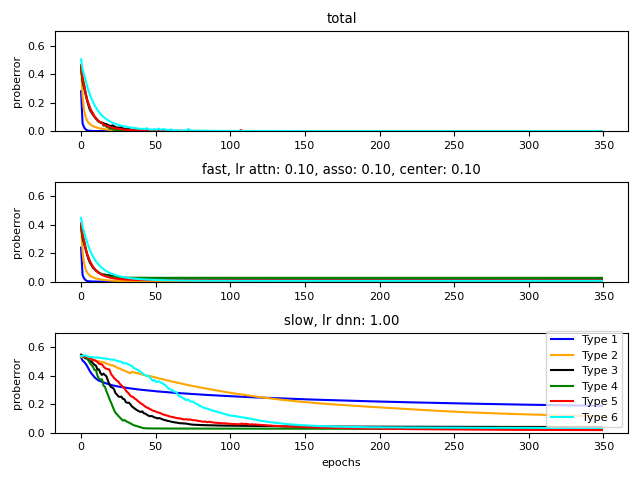 total
0.6
0.4
0.2
0.0
proberror
0 50 100 150 200 250 300 350
fast, lr attn: 0.10, asso: 0.10, center: 0.10
0.6
0.4
0.2
0.0
proberror
0 50 100 150 200 250 300 350
slow, lr dnn: 1.00
0.6
0.4
0.2
0.0
proberror
Type 1
Type 2
Type 3
Type 4
Type 5
Type 6
0 50 100 150 200 250 300 350
epochs